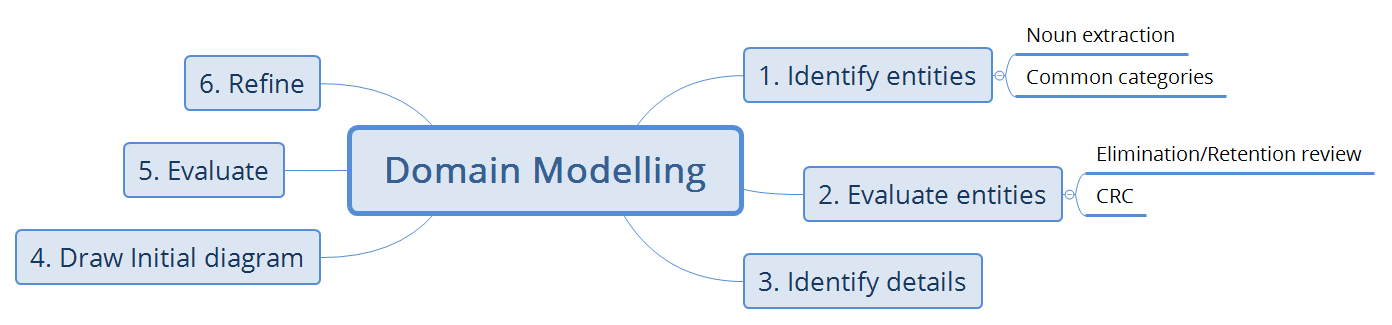 Domain Modelling
1. Identify entities
Noun extraction
Common categories
2. Evaluate entities
Elimination/Retention review
CRC
3. Identify details
4. Draw Initial diagram
5. Evaluate
6. Refine